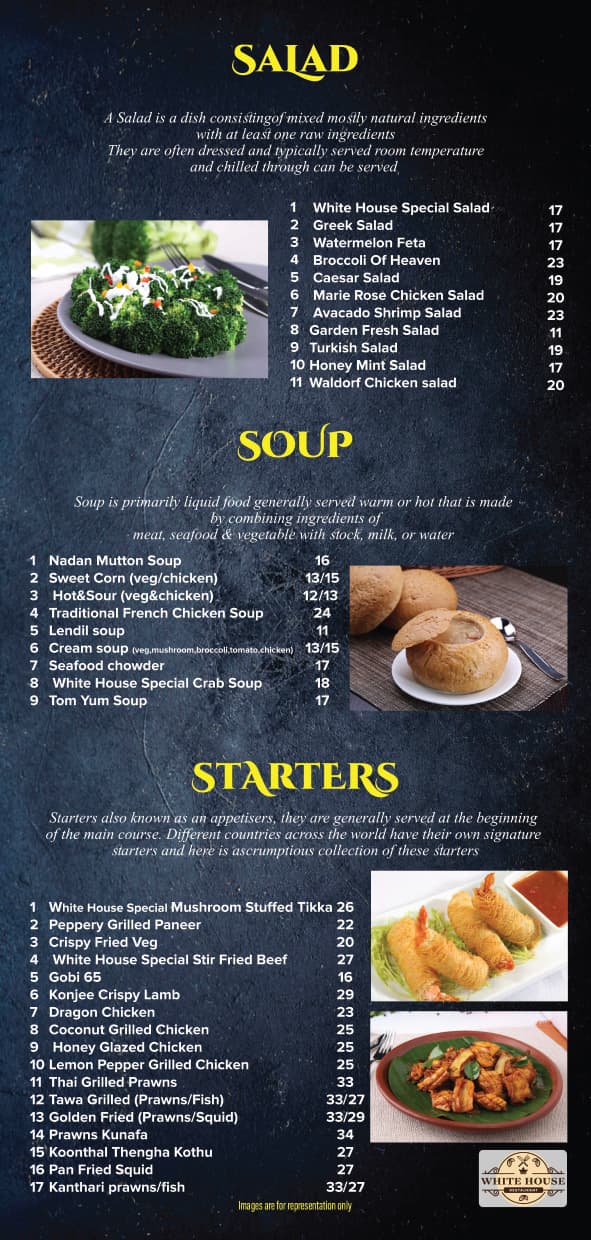 SALAD
A Salad is a dish consistingof mixed mostly natural ingredients
with at least one raw ingredients
They are often dressed and typically served room temperature
and chilled through can be served
1 White House Special Salad 17
2 Greek Salad 17
3 Watermelon Feta 17
4 Broccoli Of Heaven 23
5 Caesar Salad 19
6 Marie Rose Chicken Salad 20
7 Avacado Shrimp Salad 23
8 Garden Fresh Salad 11
9 Turkish Salad 19
10 Honey Mint Salad 17
11 Waldorf Chicken salad 20
SOUP
Soup is primarily liquid food generally served warm or hot that is made
by combining ingredients of
meat, seafood & vegetable with stock, milk, or water
1 Nadan Mutton Soup 16
2 Sweet Corn (veg/chicken) 13/15
3 Hot&Sour (veg&chicken) 12/13
4 Traditional French Chicken Soup 24
5 Lendil soup 11
6 Cream soup (veg,mushroom,broccoli,tomato,chicken) 13/15
7 Seafood chowder 17
8 White House Special Crab Soup 18
9 Tom Yum Soup 17
STARTERS
Starters also known as an appetisers, they are generally served at the beginning
of the main course. Different countries across the world have their own signature
starters and here is ascrumptious collection of these starters
1 White House Special Mushroom Stuffed Tikka 26
2 Peppery Grilled Paneer 22
3 Crispy Fried Veg 20
4 White House Special Stir Fried Beef 27
5 Gobi 65 16
6 Konjee Crispy Lamb 29
7 Dragon Chicken 23
8 Coconut Grilled Chicken 25
9 Honey Glazed Chicken 25
10 Lemon Pepper Grilled Chicken 25
11 Thai Grilled Prawns 33
12 Tawa Grilled (Prawns/Fish) 33/27
13 Golden Fried (Prawns/Squid) 33/29
14 Prawns Kunafa 34
15 Koonthal Thengha Kothu 27
16 Pan Fried Squid 27
17 Kanthari prawns/fish 33/27
WHITE HOUSE
RESTAURANT
Images are for representation only